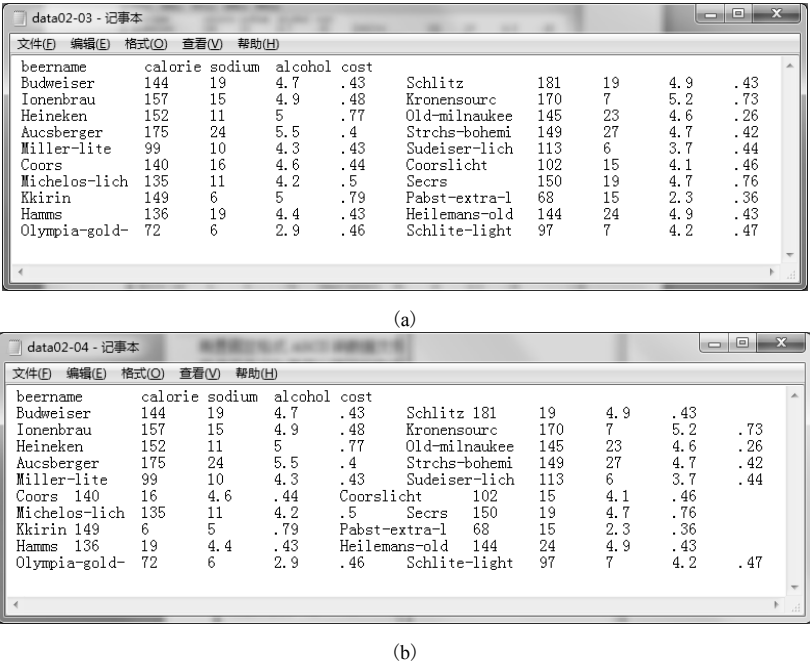 data02-03 - 记事本
文件(F) 编辑(E) 格式(O) 查看(V) 帮助(H)
beername calorie sodium alcohol cost
Budweiser 144 19 4.7 .43 Schlitz 181 19 4.9 .43
Ionenbrau 157 15 4.9 .48 Kronensourc 170 7 5.2 .73
Heineken 152 11 5 .77 Old-milnaukee 145 23 4.6 .26
Aucsberger 175 24 5.5 .4 Strchs-bohemi 149 27 4.7 .42
Miller-lite 99 10 4.3 .43 Sudeiser-lich 113 6 3.7 .44
Coors 140 16 4.6 .44 Coorslicht 102 15 4.1 .46
Michelos-lich 135 11 4.2 .5 Secrs 150 19 4.7 .76
Kkirin 149 6 5 .79 Pabst-extra-l 68 15 2.3 .36
Hamms 136 19 4.4 .43 Heilemans-old 144 24 4.9 .43
Olympia-gold- 72 6 2.9 .46 Schlite-light 97 7 4.2 .47
(a)
data02-04 - 记事本
文件(F) 编辑(E) 格式(O) 查看(V) 帮助(H)
beername calorie sodium alcohol cost
Budweiser 144 19 4.7 .43 Schlitz 181 19 4.9 .43
Ionenbrau 157 15 4.9 .48 Kronensourc 170 7 5.2 .73
Heineken 152 11 5 .77 Old-milnaukee 145 23 4.6 .26
Aucsberger 175 24 5.5 .4 Strchs-bohemi 149 27 4.7 .42
Miller-lite 99 10 4.3 .43 Sudeiser-lich 113 6 3.7 .44
Coors 140 16 4.6 .44 Coorslicht 102 15 4.1 .46
Michelos-lich 135 11 4.2 .5 Secrs 150 19 4.7 .76
Kkirin 149 6 5 .79 Pabst-extra-l 68 15 2.3 .36
Hamms 136 19 4.4 .43 Heilemans-old 144 24 4.9 .43
Olympia-gold- 72 6 2.9 .46 Schlite-light 97 7 4.2 .47
(b)